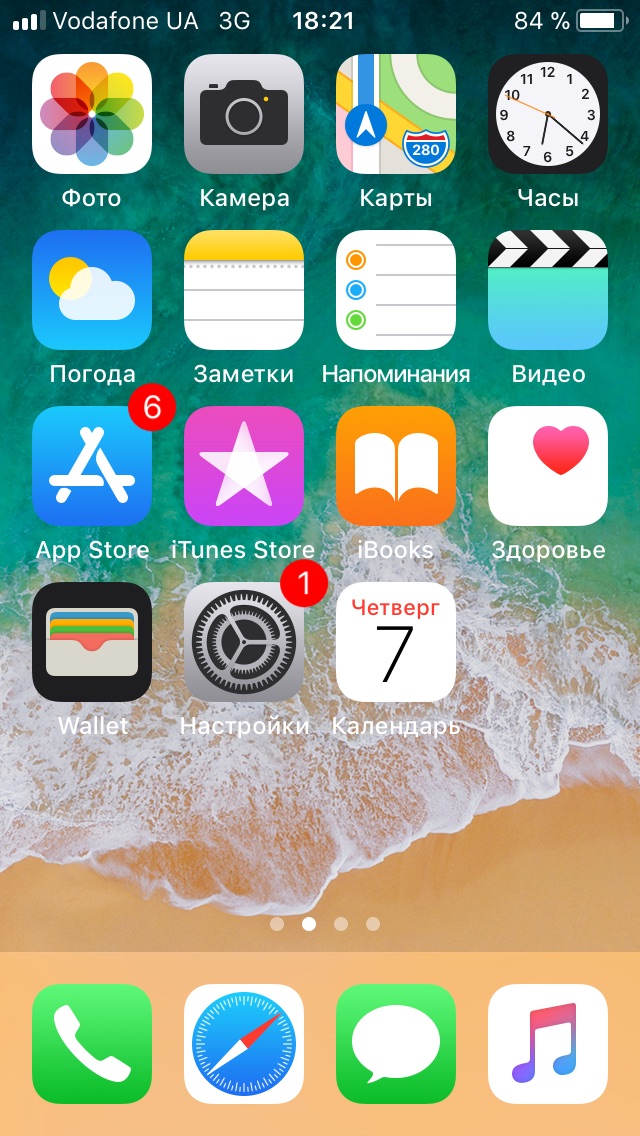 Vodafone UA 3G 18:21 84 %
280
12 1 2 3 4 5 6 7 8 9 10 11
Фото Камера Карты Часы
Погода Заметки Напоминания Видео
6
App Store iTunes Store iBooks Здоровье
1
Четверг
7
Wallet Настройки Календарь